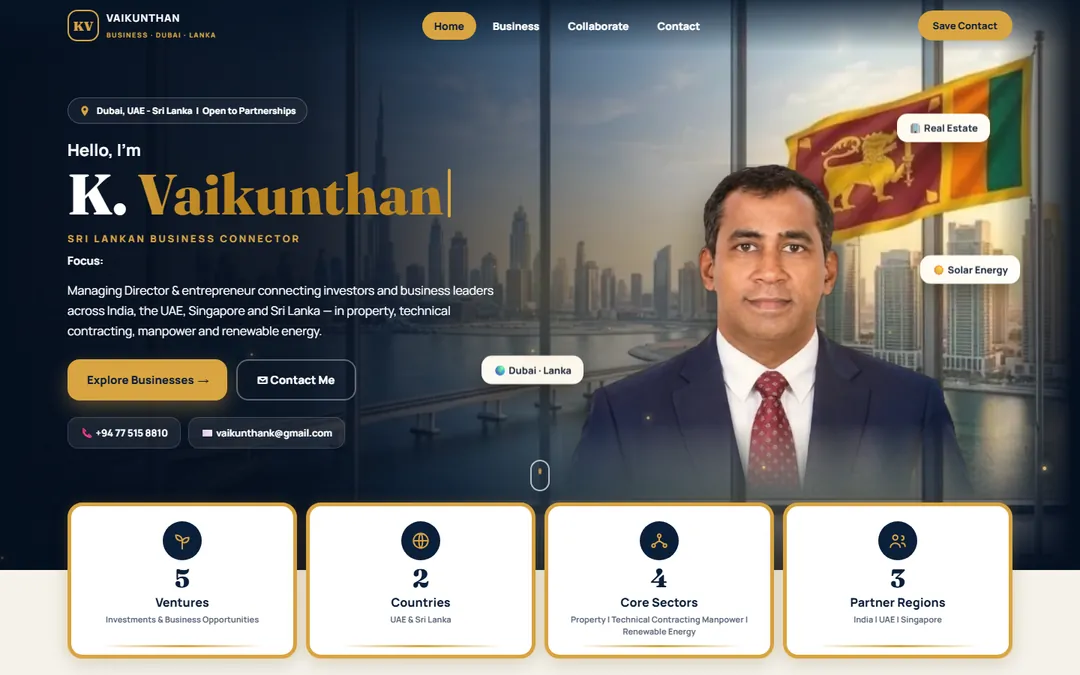 KV
VAIKUNTHAN
BUSINESS · DUBAI · LANKA
Home
Business
Collaborate
Contact
Save Contact
Dubai, UAE - Sri Lanka | Open to Partnerships
Real Estate
Hello, I'm
K. Vaikunthan
SRI LANKAN BUSINESS CONNECTOR
Focus:
Solar Energy
Managing Director & entrepreneur connecting investors and business leaders
across India, the UAE, Singapore and Sri Lanka — in property, technical
contracting, manpower and renewable energy.
Dubai · Lanka
Explore Businesses →
Contact Me
+94 77 515 8810
vaikunthank@gmail.com
5
Ventures
Investments & Business Opportunities
2
Countries
UAE & Sri Lanka
4
Core Sectors
Property | Technical Contracting Manpower |
Renewable Energy
3
Partner Regions
India | UAE | Singapore